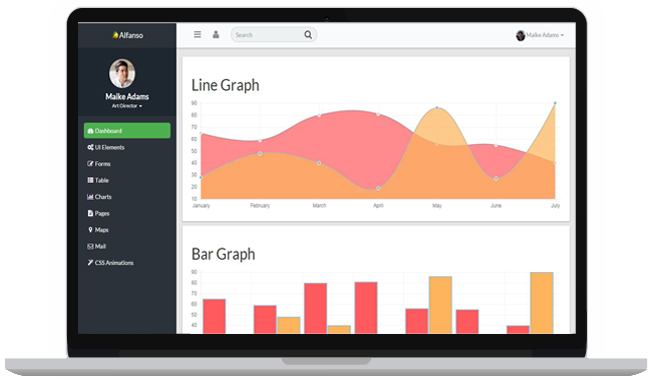 Alfanso
Search
Maike Adams
Maike Adams
Art Director
Dashboard
UI Elements
Forms
Table
Charts
Pages
Maps
Mail
CSS Animations
Line Graph
90
80
70
60
50
40
30
20
10
January February March April May June July
Bar Graph
90
80
70
60
50
40